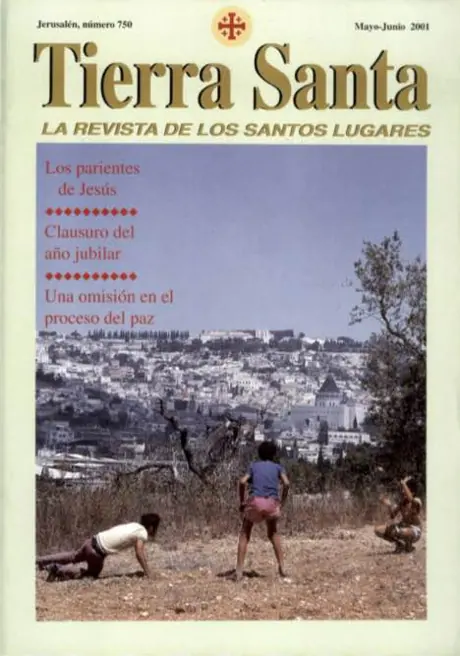 Jerusalén, número 750
Mayo-Junio 2001
Tierra Santa
LA REVISTA DE LOS SANTOS LUGARES
Los parientes
de Jesús
Clausuro del
año jubilar
Una omisión en el
proceso del paz